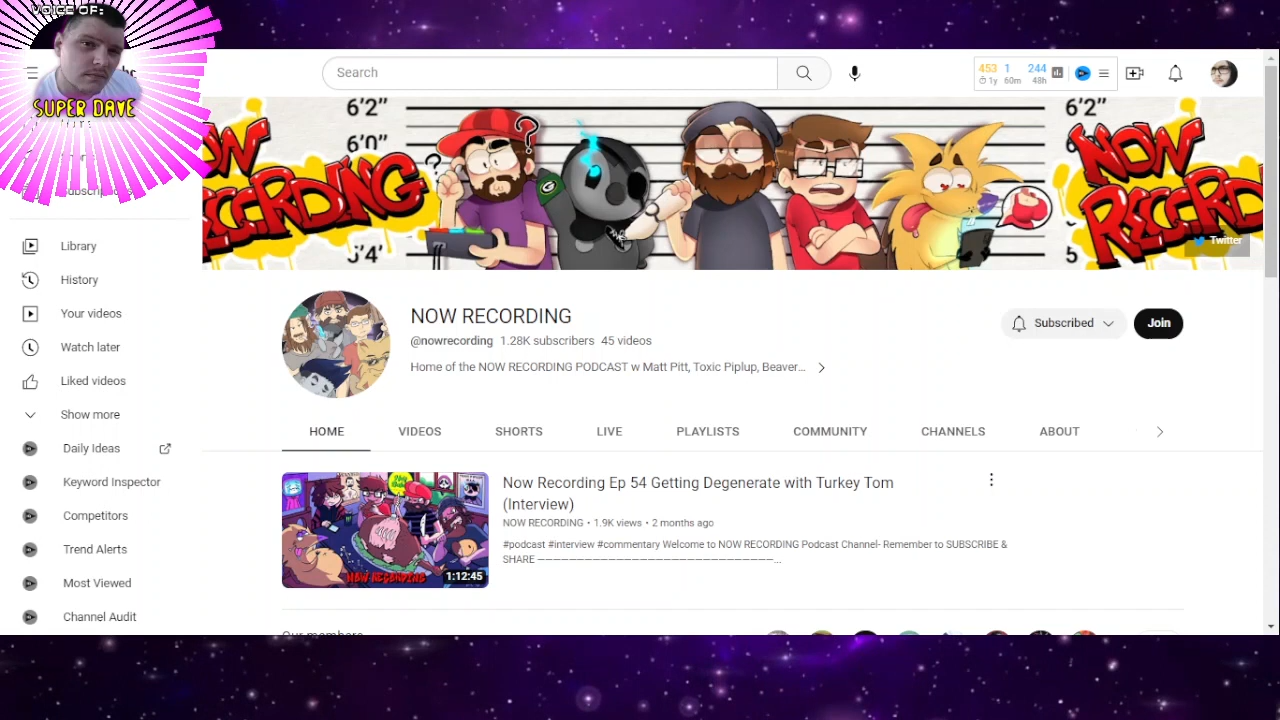 VOICE OF:
SUPER DAVE
Search
453 1 244
1y 60m 48h
6'2" 6'2"
6'0"
NOW RECORDING
NOW RECORD
5'4" 5
Twitter
Library
History
Your videos
Watch later
Liked videos
Show more
Daily Ideas
Keyword Inspector
Competitors
Trend Alerts
Most Viewed
Channel Audit
NOW RECORDING
@nowrecording 1.28K subscribers 45 videos
Home of the NOW RECORDING PODCAST w Matt Pitt, Toxic Piplup, Beaver...
Subscribed
Join
HOME VIDEOS SHORTS LIVE PLAYLISTS COMMUNITY CHANNELS ABOUT
NOW RECORDING
1:12:45
Now Recording Ep 54 Getting Degenerate with Turkey Tom
(Interview)
NOW RECORDING • 1.9K views • 2 months ago
#podcast #interview #commentary Welcome to NOW RECORDING Podcast Channel- Remember to SUBSCRIBE &
SHARE —————————————————————————————...
Our members